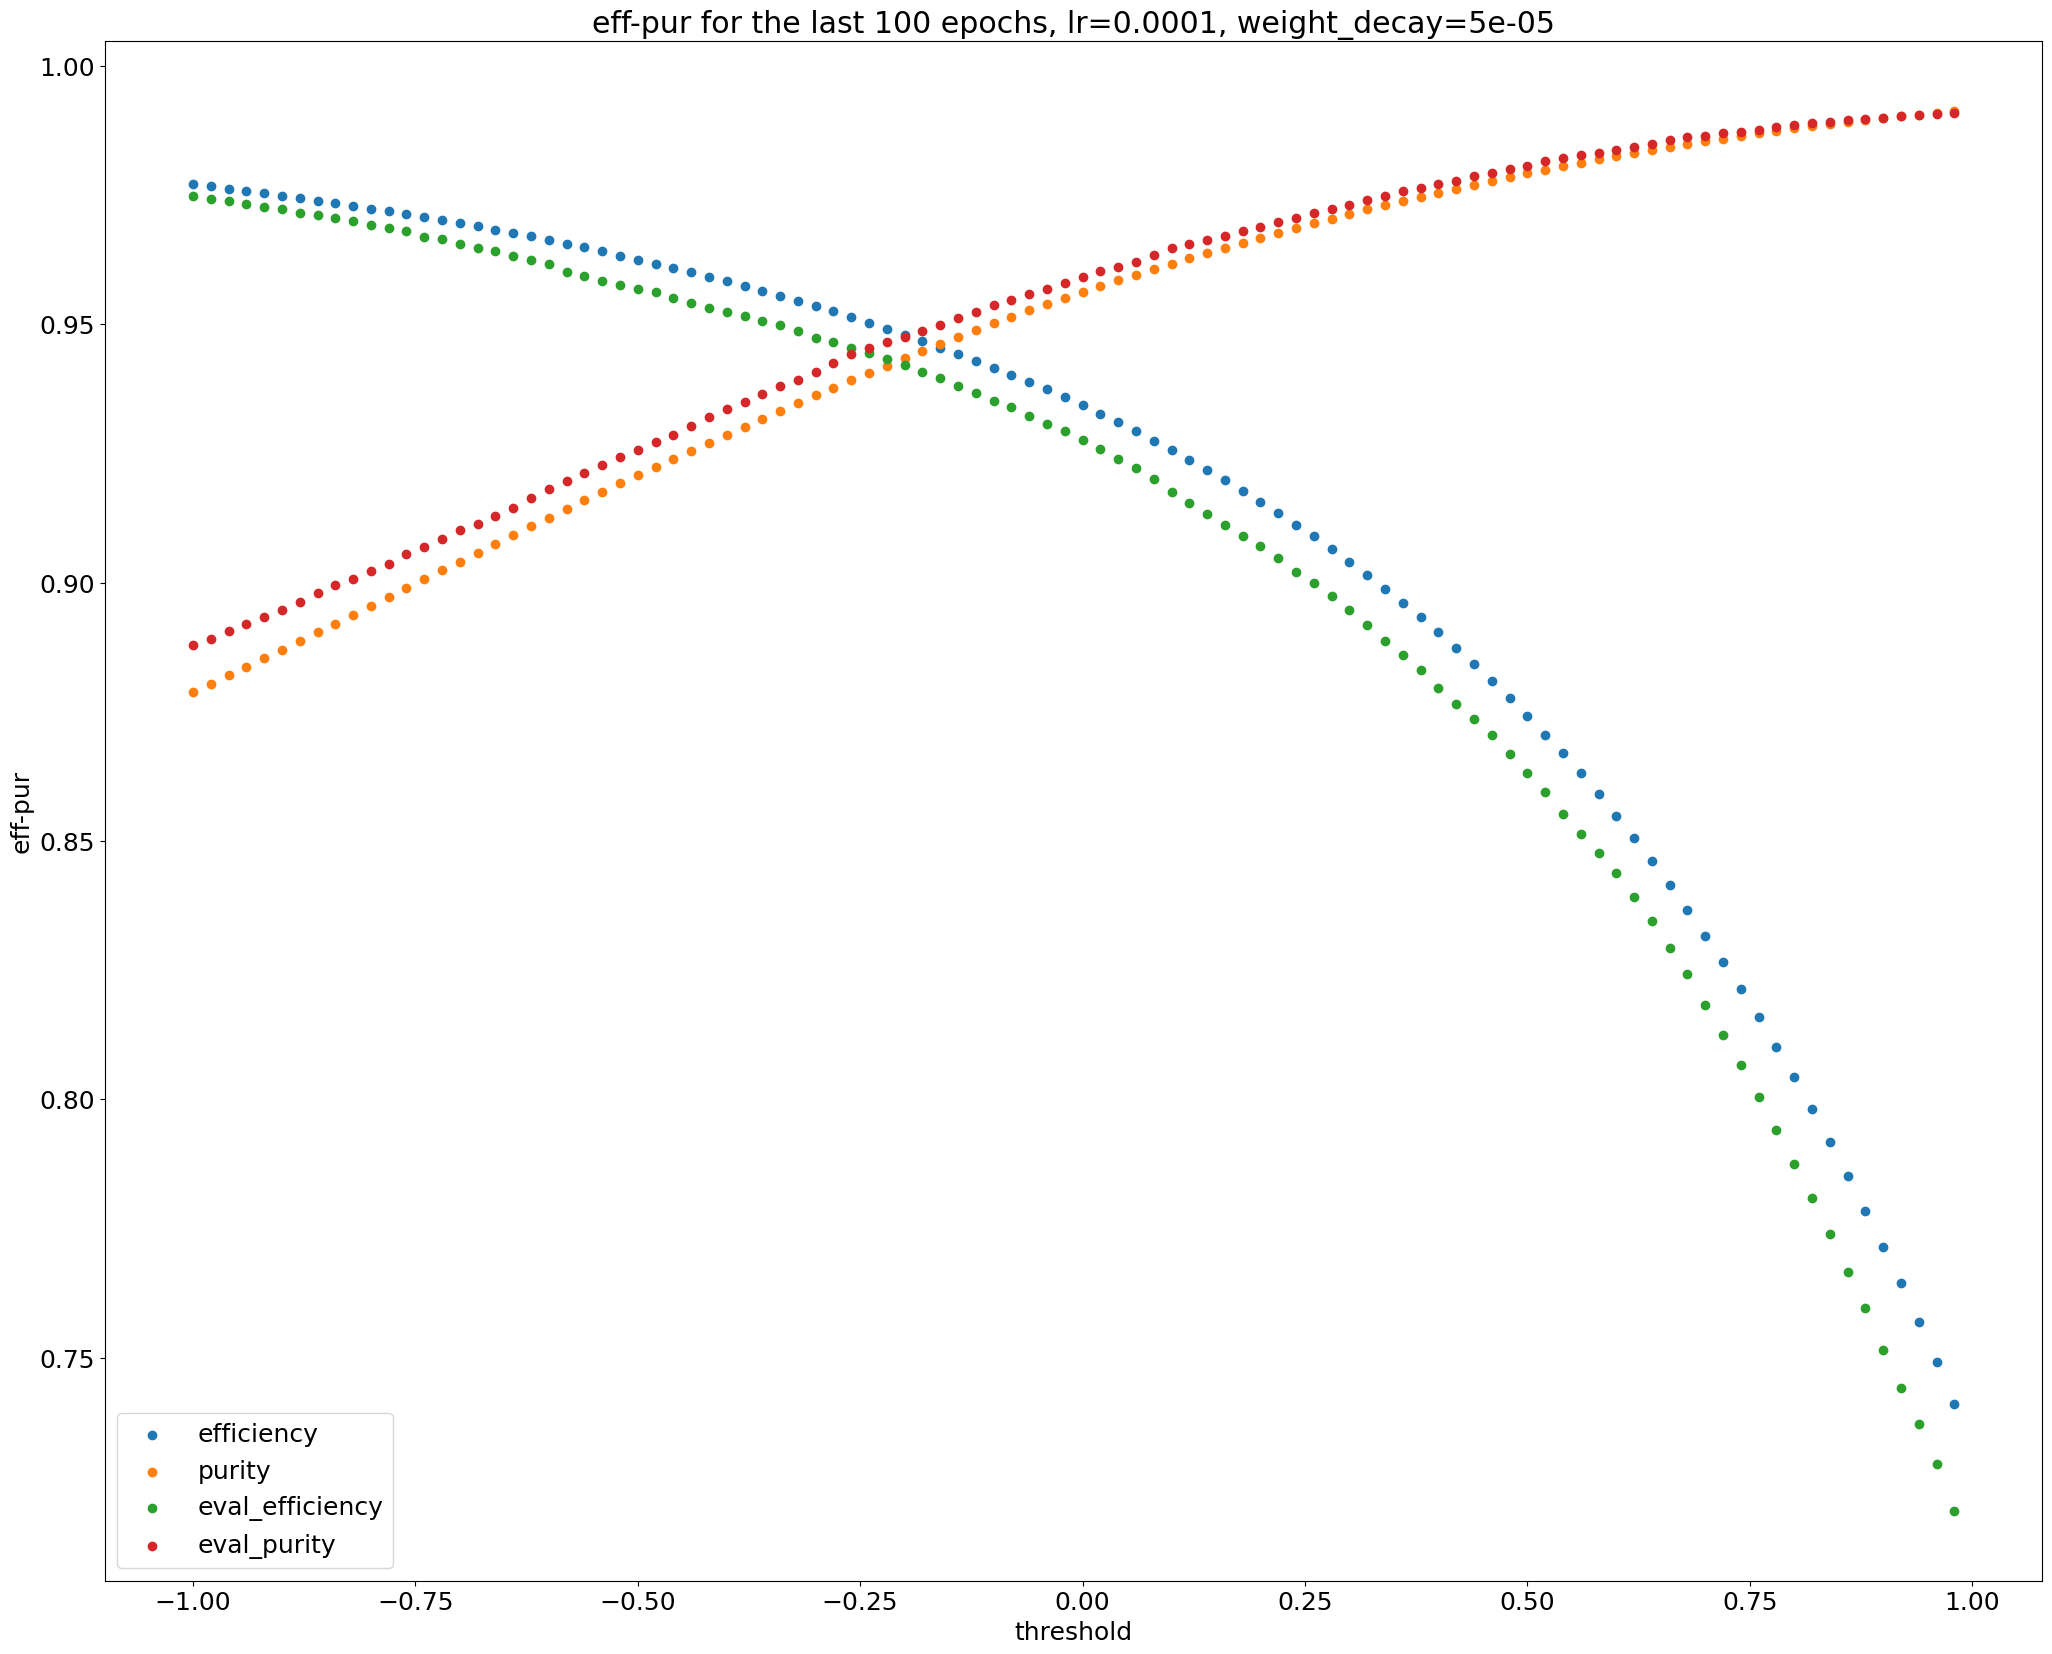 eff-pur for the last 100 epochs, lr=0.0001, weight_decay=5e-05
1.00
0.95
0.90
0.85
0.80
0.75
eff-pur
efficiency
purity
eval_efficiency
eval_purity
−1.00 −0.75 −0.50 −0.25 0.00 0.25 0.50 0.75 1.00
threshold